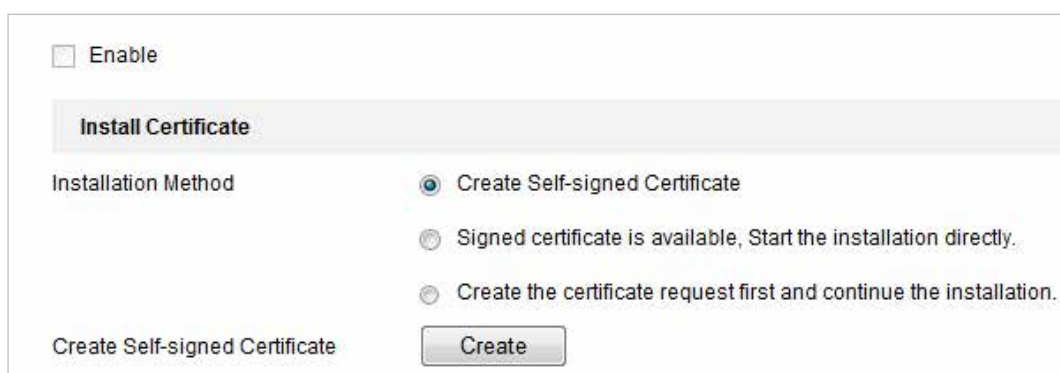 Enable
Install Certificate
Installation Method
Create Self-signed Certificate
Signed certificate is available, Start the installation directly.
Create the certificate request first and continue the installation.
Create Self-signed Certificate
Create